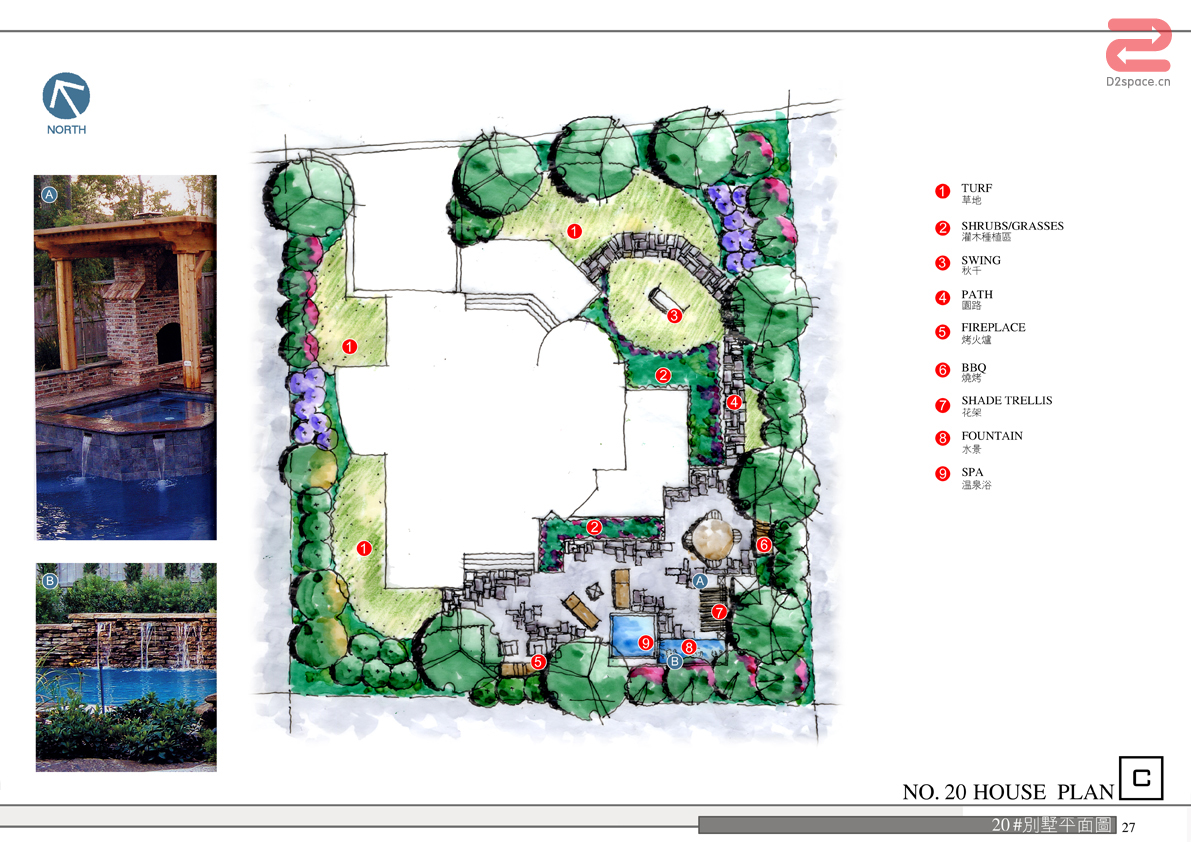 D2space.cn
NORTH
A
B
1
1
1
1
2
2
3
4
5
6
7
8
9
A
B
1 TURF
草地
2 SHRUBS/GRASSES
灌木種植區
3 SWING
秋千
4 PATH
園路
5 FIREPLACE
烤火爐
6 BBQ
燒烤
7 SHADE TRELLIS
花架
8 FOUNTAIN
水景
9 SPA
溫泉浴
NO. 20 HOUSE PLAN C
20#別墅平面圖 27